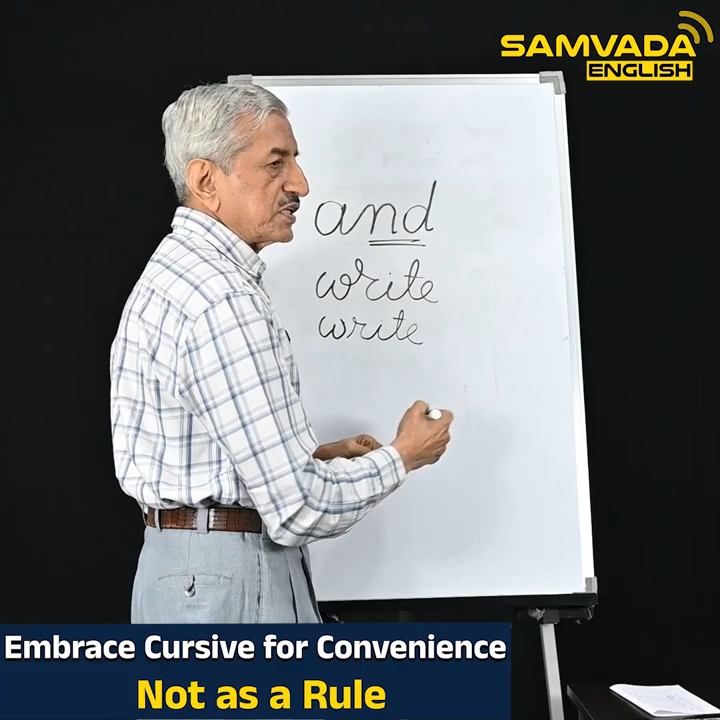 SAMVADA
ENGLISH
and
write
write
Embrace Cursive for Convenience
Not as a Rule